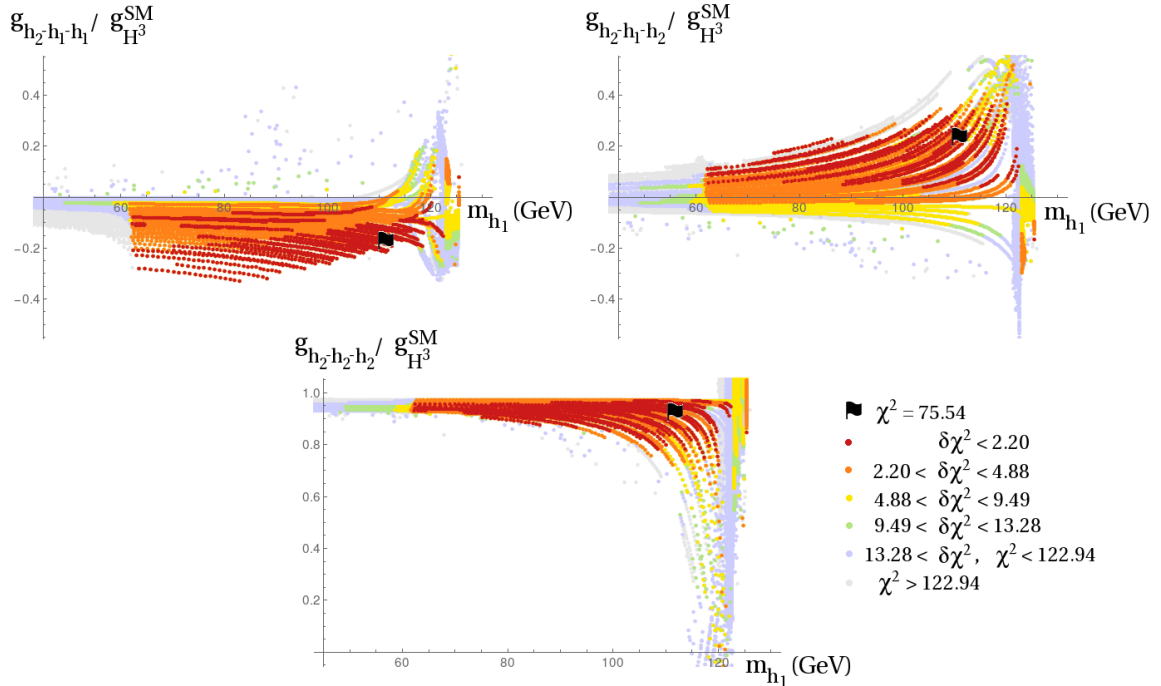 g_{h_2-h_1-h_1} / g_{H^3}^{SM}
0.4
0.2
0
-0.2
-0.4
60 80 100 120
m_{h_1} (GeV)
g_{h_2-h_1-h_2} / g_{H^3}^{SM}
0.4
0.2
0
-0.2
-0.4
60 80 100 120
m_{h_1} (GeV)
g_{h_2-h_2-h_2} / g_{H^3}^{SM}
1.0
0.8
0.6
0.4
0.2
60 80 100 120
m_{h_1} (GeV)
χ² = 75.54
δχ² < 2.20
2.20 < δχ² < 4.88
4.88 < δχ² < 9.49
9.49 < δχ² < 13.28
13.28 < δχ² , χ² < 122.94
χ² > 122.94